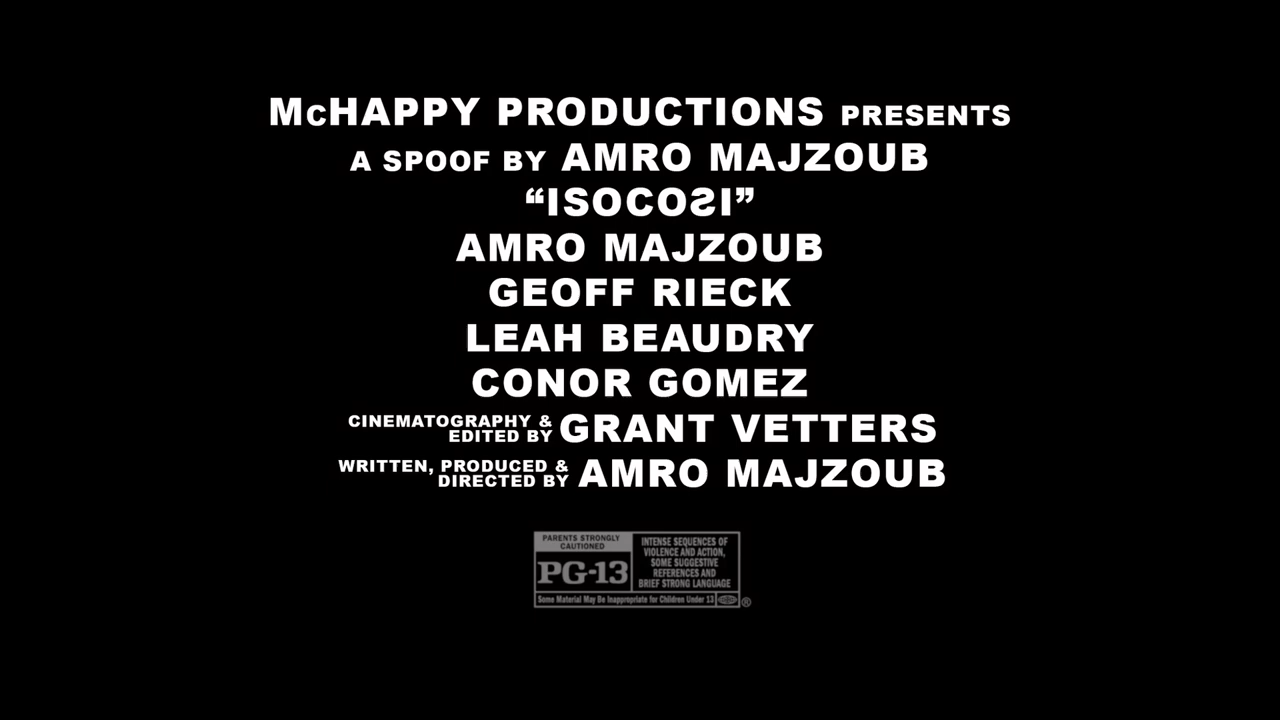 McHAPPY PRODUCTIONS PRESENTS
A SPOOF BY AMRO MAJZOUB
“ISOCOƧI”
AMRO MAJZOUB
GEOFF RIECK
LEAH BEAUDRY
CONOR GOMEZ
CINEMATOGRAPHY &
EDITED BY GRANT VETTERS
WRITTEN, PRODUCED &
DIRECTED BY AMRO MAJZOUB
PARENTS STRONGLY
CAUTIONED
PG-13
INTENSE SEQUENCES OF
VIOLENCE AND ACTION,
SOME SUGGESTIVE
REFERENCES AND
BRIEF STRONG LANGUAGE
Some Material May Be Inappropriate for Children Under 13
®